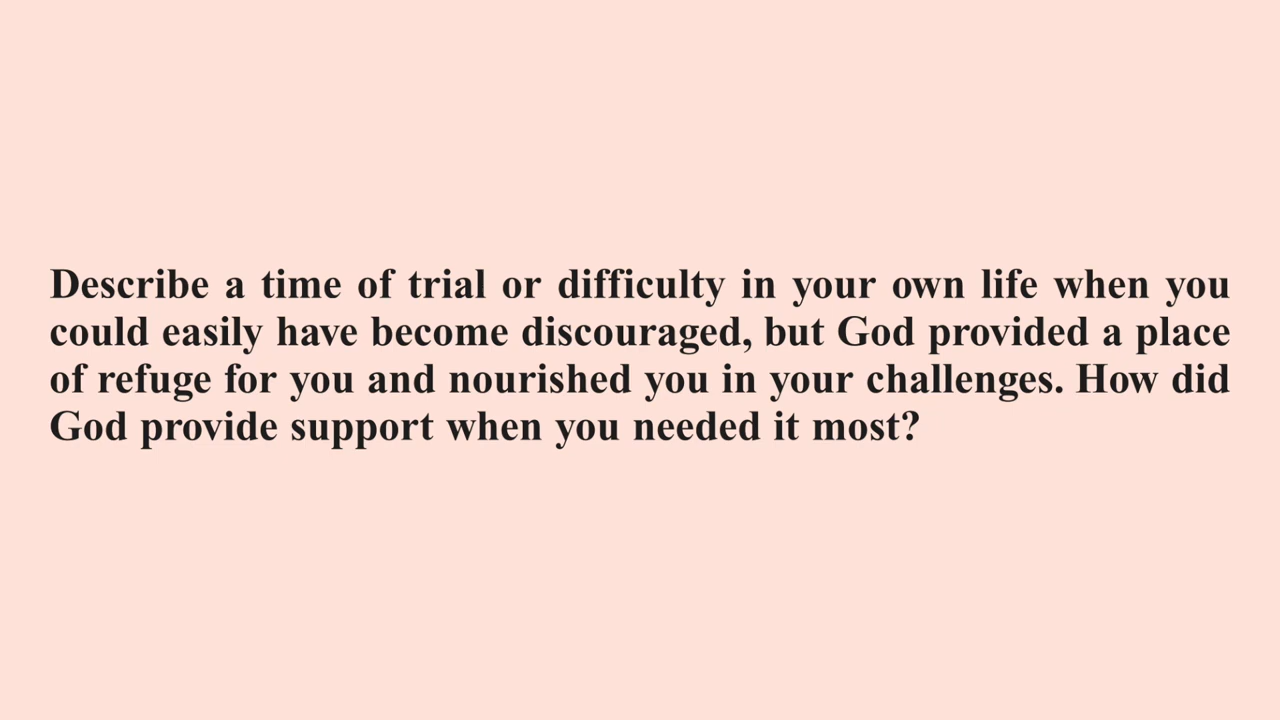 Describe a time of trial or difficulty in your own life when you
could easily have become discouraged, but God provided a place
of refuge for you and nourished you in your challenges. How did
God provide support when you needed it most?